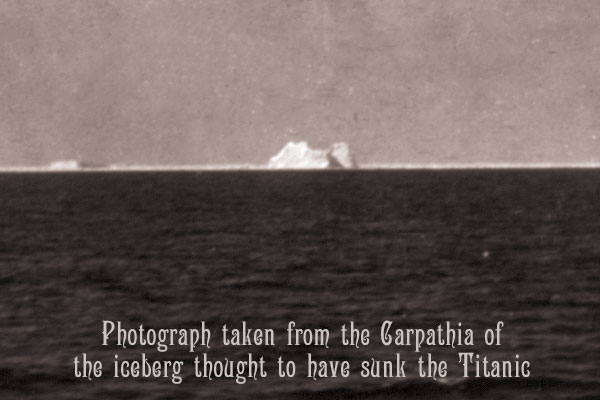 Photograph taken from the Carpathia of
the iceberg thought to have sunk the Titanic